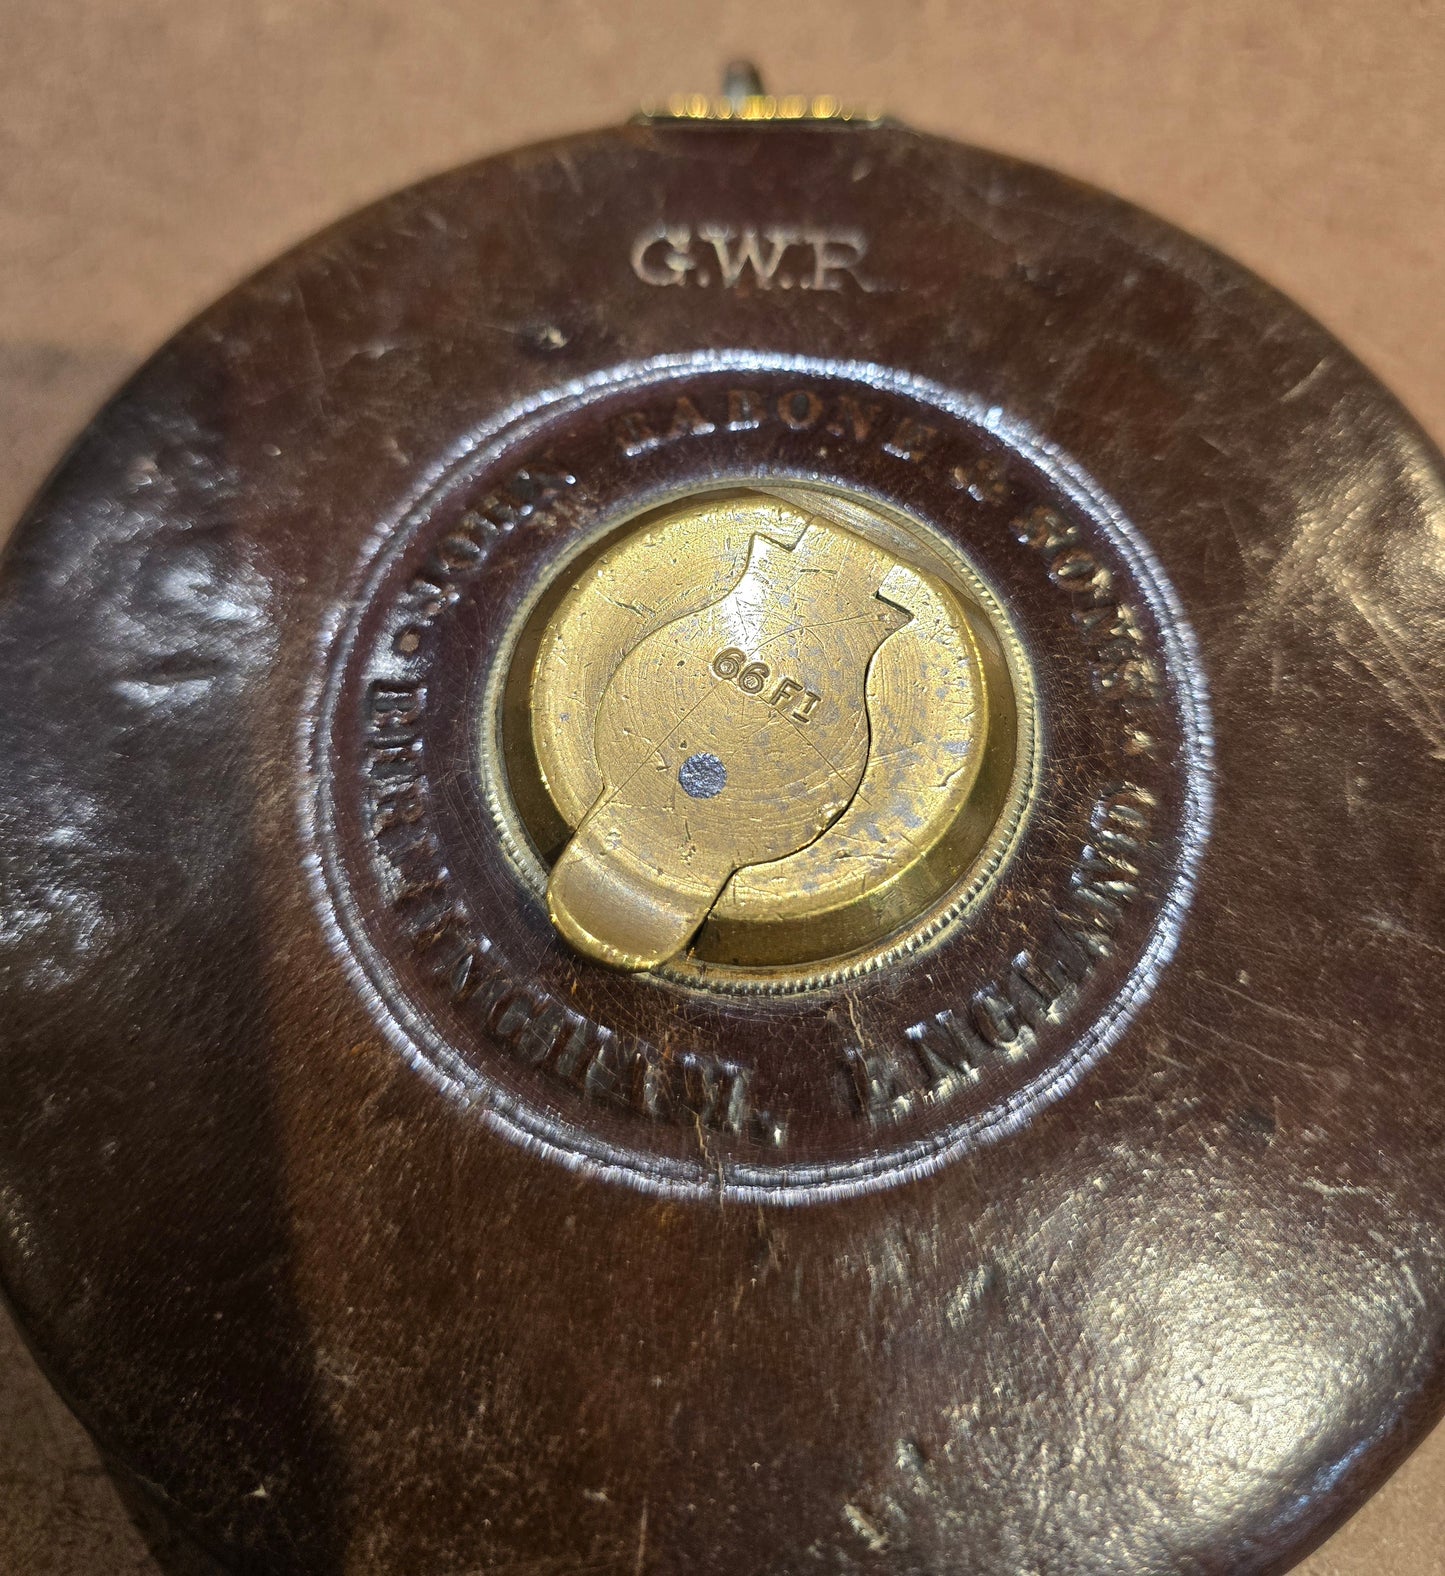 G.W.R
JOHN RABONE & SONS.
BIRMINGHAM. ENGLAND
66 FT